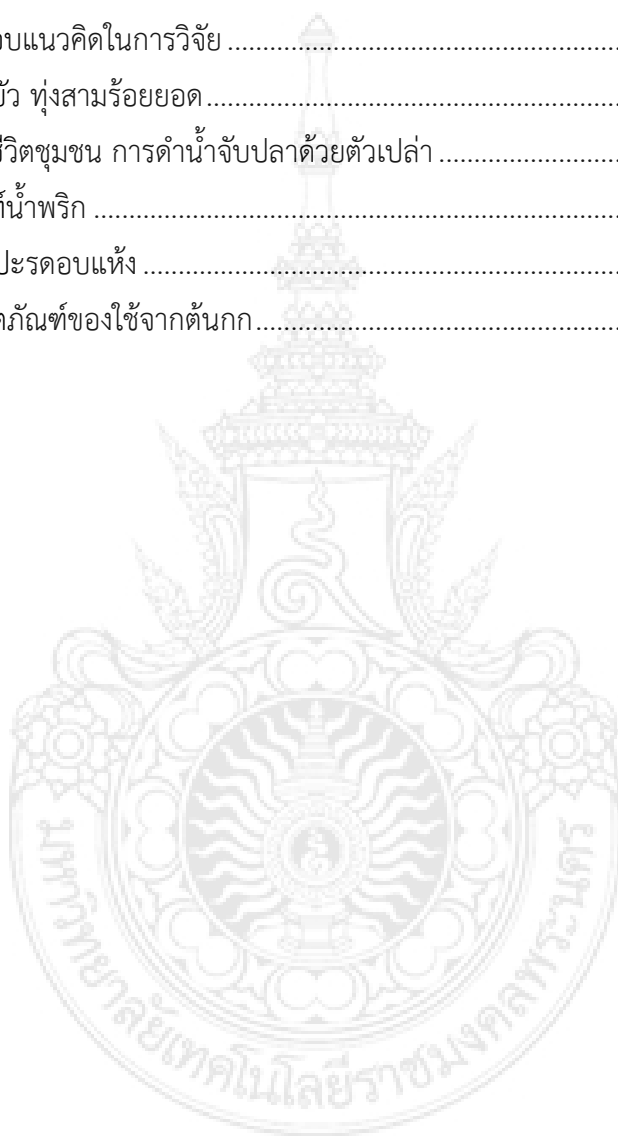 อบแนวคิดในการวิจัย ................................................
บัว ทุ่งสามร้อยยอด ................................................
ชีวิตชุมชน การดำน้ำจับปลาด้วยตัวเปล่า ................................
น้ำพริก ................................................
ปะรดอบแห้ง ................................................
ภัณฑ์ของใช้จากต้นกก ................................................
มหาวิทยาลัยเทคโนโลยีราชมงคลพระนคร